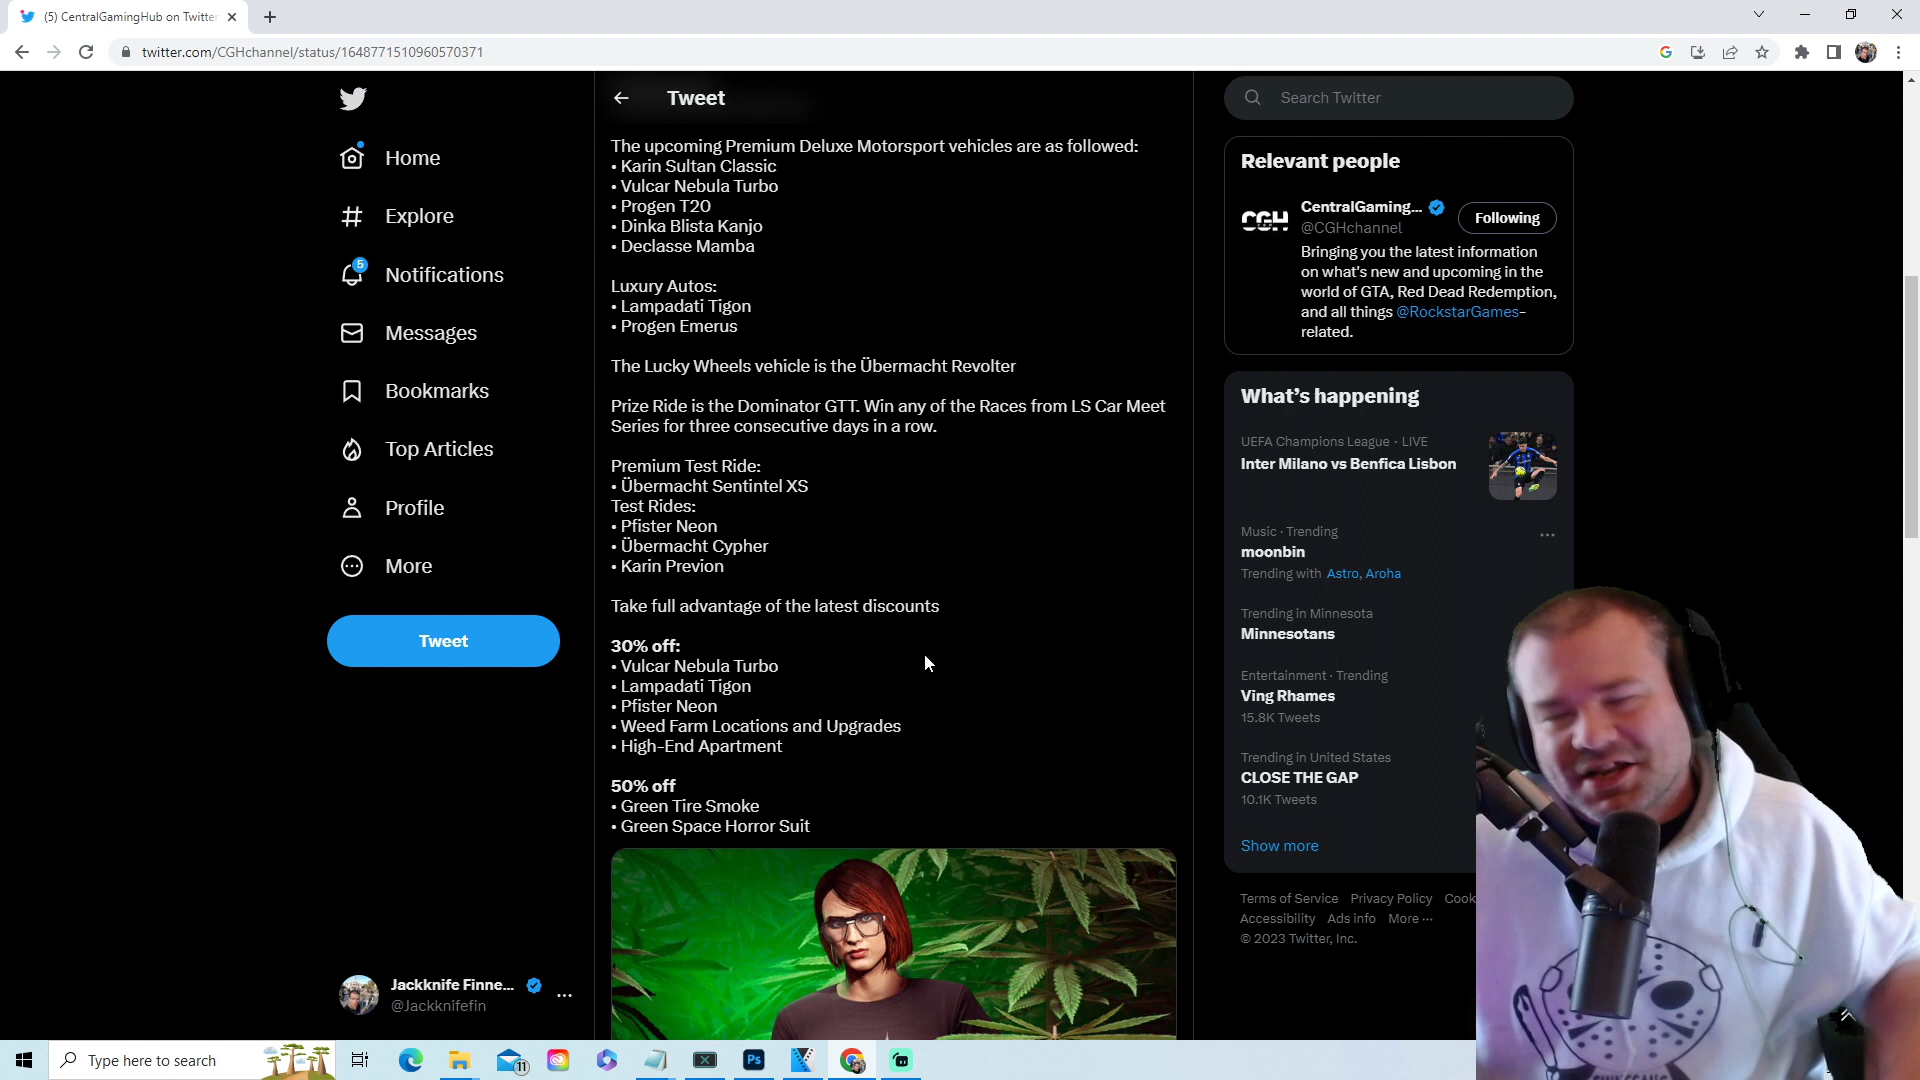 (5) CentralGamingHub on Twitter
twitter.com/CGHchannel/status/1648771510960570371
Home
Explore
5
Notifications
Messages
Bookmarks
Top Articles
Profile
More
Tweet
Jackknife Finne...
@Jackknifefin
Tweet
The upcoming Premium Deluxe Motorsport vehicles are as followed:
• Karin Sultan Classic
• Vulcar Nebula Turbo
• Progen T20
• Dinka Blista Kanjo
• Declasse Mamba
Luxury Autos:
• Lampadati Tigon
• Progen Emerus
The Lucky Wheels vehicle is the Übermacht Revolter
Prize Ride is the Dominator GTT. Win any of the Races from LS Car Meet
Series for three consecutive days in a row.
Premium Test Ride:
• Übermacht Sentintel XS
Test Rides:
• Pfister Neon
• Übermacht Cypher
• Karin Previon
Take full advantage of the latest discounts
30% off:
• Vulcar Nebula Turbo
• Lampadati Tigon
• Pfister Neon
• Weed Farm Locations and Upgrades
• High-End Apartment
50% off
• Green Tire Smoke
• Green Space Horror Suit
Search Twitter
Relevant people
CGH
CentralGaming...
@CGHchannel
Following
Bringing you the latest information
on what's new and upcoming in the
world of GTA, Red Dead Redemption,
and all things @RockstarGames-
related.
What's happening
UEFA Champions League · LIVE
Inter Milano vs Benfica Lisbon
Music · Trending
moonbin
Trending with Astro, Aroha
Trending in Minnesota
Minnesotans
Entertainment · Trending
Ving Rhames
15.8K Tweets
Trending in United States
CLOSE THE GAP
10.1K Tweets
Show more
Terms of Service Privacy Policy Cook
Accessibility Ads info More ...
© 2023 Twitter, Inc.
Type here to search
11
Ps